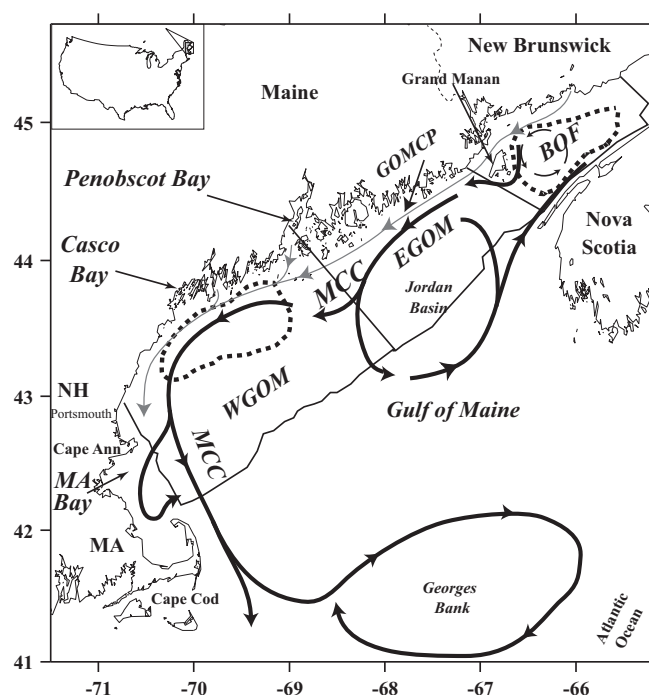 New Brunswick
Grand Manan
Maine
45
BOF
GOMCP
Penobscot Bay
Nova
Scotia
EGOM
Casco
Bay
44
MCC
Jordan
Basin
WGOM
43
NH
Gulf of Maine
Portsmouth
Cape Ann
MCC
MA
Bay
42
MA
Georges
Bank
Cape Cod
Atlantic
Ocean
41
-71
-70
-69
-68
-67
-66